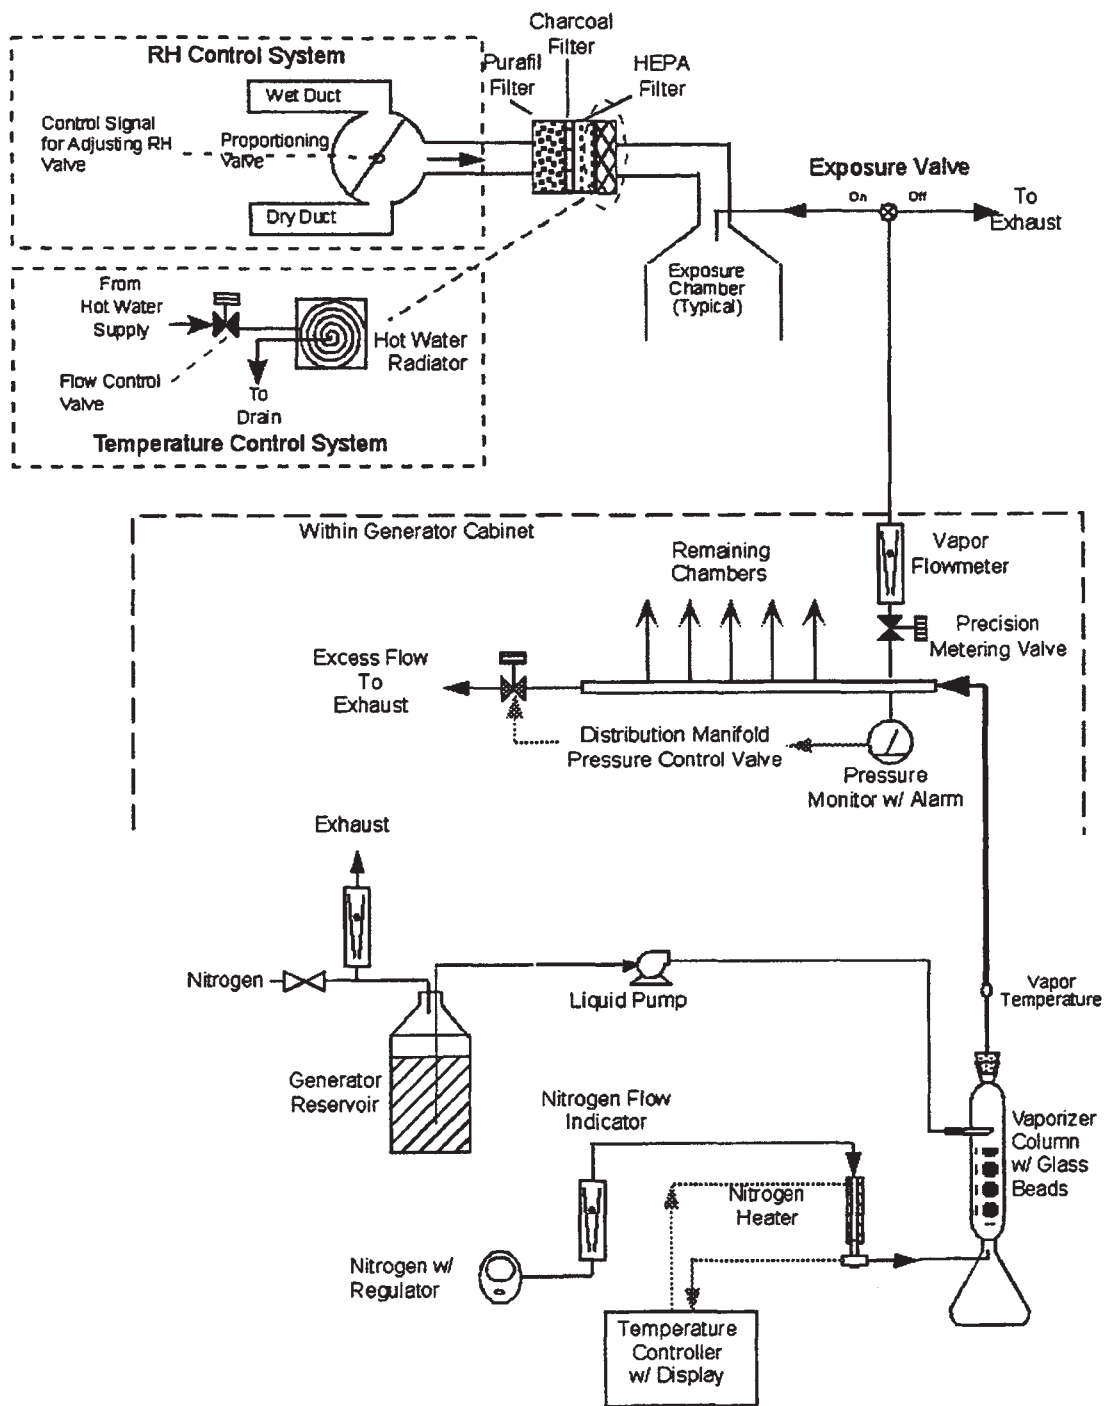 Charcoal
Filter
Purafil
Filter
HEPA
Filter
RH Control System
Wet Duct
Control Signal
for Adjusting RH
Valve
Proportioning
Valve
Dry Duct
Exposure Valve
On
Off
To
Exhaust
Exposure
Chamber
(Typical)
From
Hot Water
Supply
Hot Water
Radiator
Flow Control
Valve
To
Drain
Temperature Control System
Within Generator Cabinet
Remaining
Chambers
Vapor
Flowmeter
Precision
Metering Valve
Excess Flow
To
Exhaust
Distribution Manifold
Pressure Control Valve
Pressure
Monitor w/ Alarm
Exhaust
Nitrogen
Liquid Pump
Vapor
Temperature
Generator
Reservoir
Nitrogen Flow
Indicator
Vaporizer
Column
w/ Glass
Beads
Nitrogen
Heater
Nitrogen w/
Regulator
Temperature
Controller
w/ Display